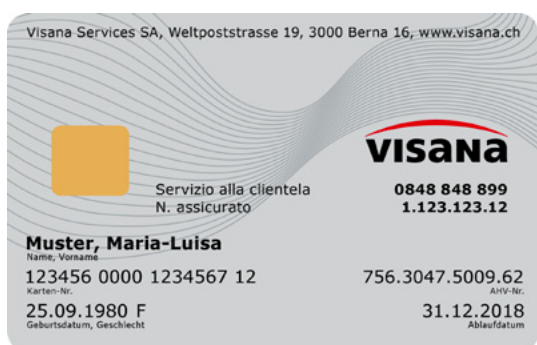 Visana Services SA, Weltpoststrasse 19, 3000 Berna 16, www.visana.ch
visana
Servizio alla clientela 0848 848 899
N. assicurato 1.123.123.12
Muster, Maria-Luisa
Name, Vorname
123456 0000 1234567 12 756.3047.5009.62
Karten-Nr. AHV-Nr.
25.09.1980 F 31.12.2018
Geburtsdatum, Geschlecht Ablaufdatum